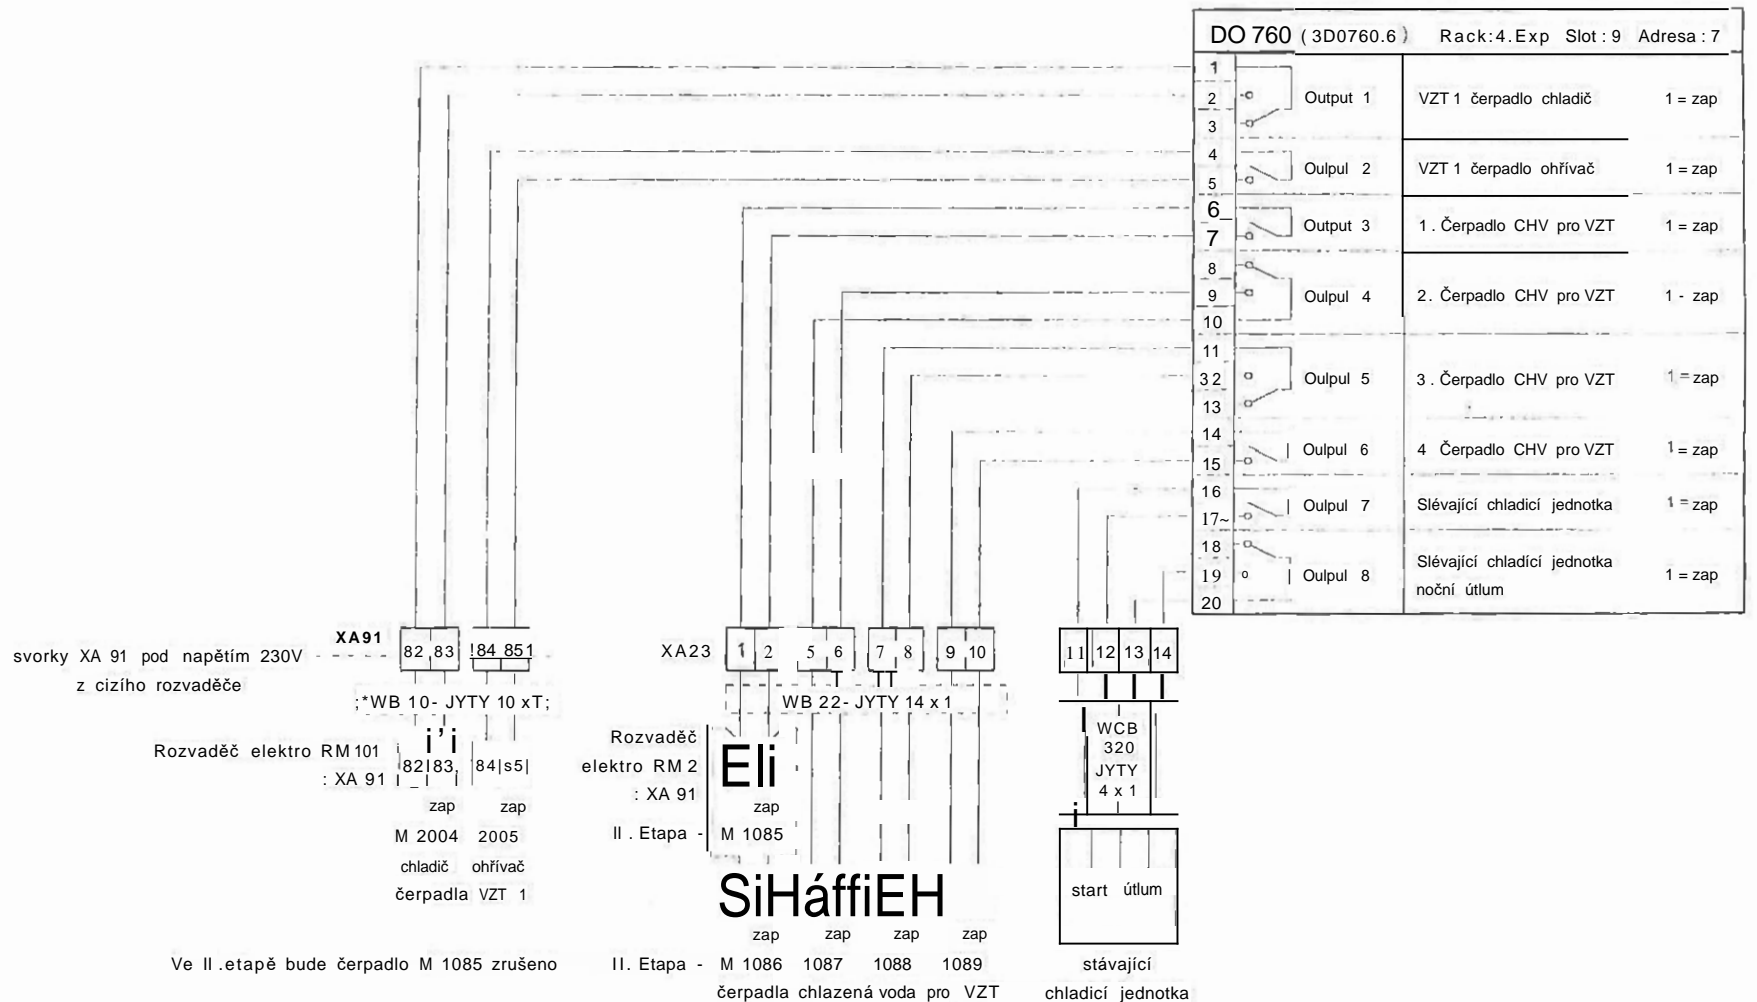 DO 760 ( 3D0760.6 ) Rack:4.Exp Slot : 9 Adresa : 7
1
2 Output 1 VZT 1 čerpadlo chladič 1 = zap
3
4
Oulpul 2 VZT 1 čerpadlo ohřívač 1 = zap
5
6_
Output 3 1 . Čerpadlo CHV pro VZT 1 = zap
7
8
9 Oulpul 4 2. Čerpadlo CHV pro VZT 1 - zap
10
11
32 Oulpul 5 3 . Čerpadlo CHV pro VZT 1 = zap
13
14
Oulpul 6 4 Čerpadlo CHV pro VZT 1 = zap
15
16
Oulpul 7 Slévající chladicí jednotka 1 = zap
17~
18
Slévající chladící jednotka
19 Oulpul 8 1 = zap
noční útlum
20
XA91 82 83 !84 851
svorky XA 91 pod napětím 230V
z cizího rozvaděče
XA23 1 2 5 6 7 8 9 10
11 12 13 14
;*WB 10- JYTY 10 xT;
WB 22- JYTY 14 x 1
WCB
320
JYTY
4 x 1
Rozvaděč elektro RM 101
: XA 91
i’i
82|83, 84|s5|
zap zap
M 2004 2005
chladič ohřívač
čerpadla VZT 1
Rozvaděč
elektro RM 2
: XA 91
Eli
zap
II . Etapa - M 1085
SiHáffiEH
zap zap zap zap
start útlum
Ve II .etapě bude čerpadlo M 1085 zrušeno
II. Etapa - M 1086 1087 1088 1089
čerpadla chlazená voda pro VZT
stávající
chladicí jednotka